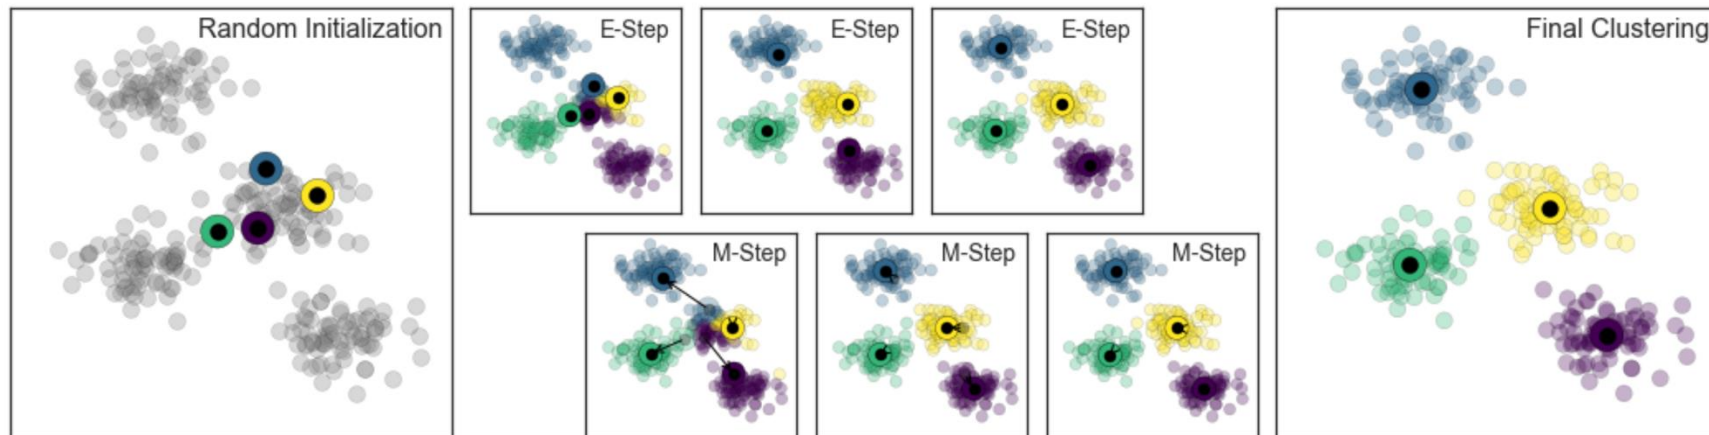 Random Initialization
E-Step
E-Step
E-Step
Final Clustering
M-Step
M-Step
M-Step